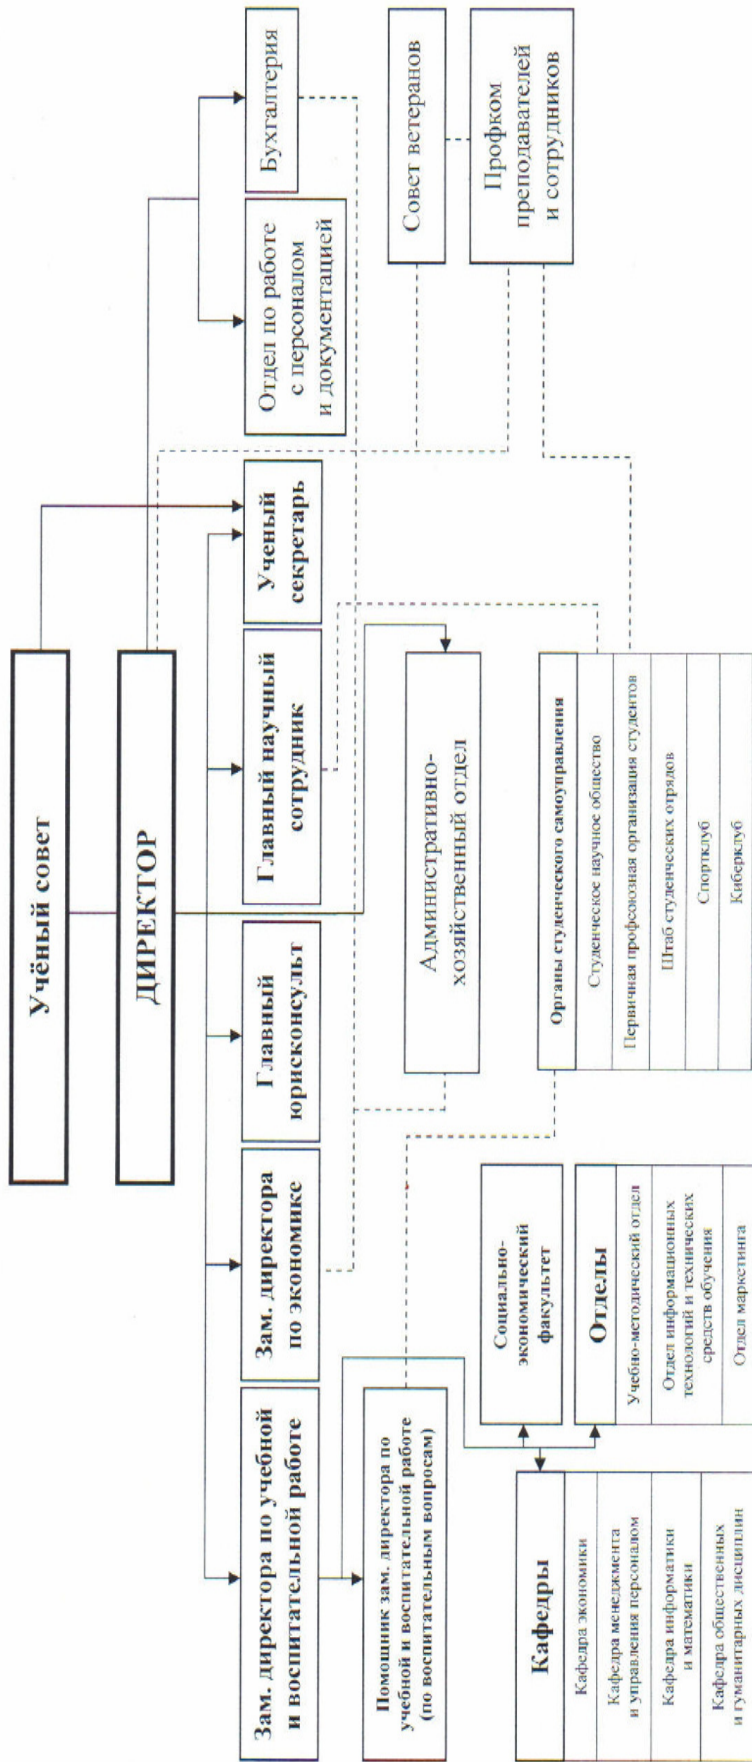 Учёный совет
ДИРЕКТОР
Зам. директора по учебной
и воспитательной работе
Зам. директора
по экономике
Главный
юрисконсульт
Главный научный
сотрудник
Ученый
секретарь
Отдел по работе
с персоналом
и документацией
Бухгалтерия
Помощник зам. директора по
учебной и воспитательной работе
(по воспитательным вопросам)
Административно-
хозяйственный отдел
Совет ветеранов
Профком
преподавателей
и сотрудников
Социально-
экономический
факультет
Кафедры
Кафедра экономики
Кафедра менеджмента
и управления персоналом
Кафедра информатики
и математики
Кафедра общественных
и гуманитарных дисциплин
Отделы
Учебно-методический отдел
Отдел информационных
технологий и технических
средств обучения
Отдел маркетинга
Органы студенческого самоуправления
Студенческое научное общество
Первичная профсоюзная организация студентов
Штаб студенческих отрядов
Спортклуб
Киберклуб